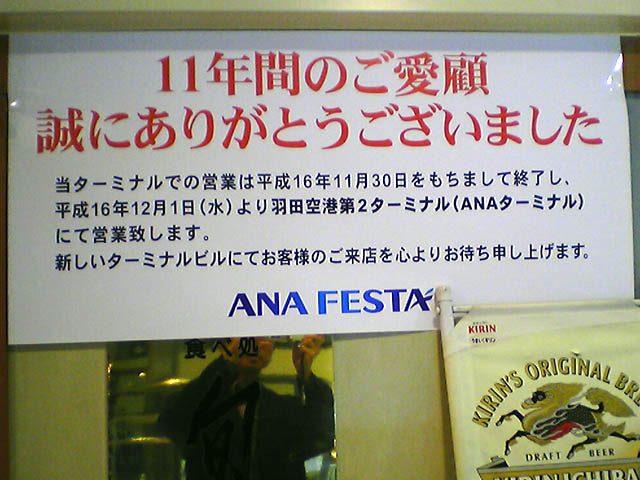 11年間のご愛顧
誠にありがとうございました
当ターミナルでの営業は平成16年11月30日をもちまして終了し、
平成16年12月1日(水)より羽田空港第2ターミナル(ANAターミナル)
にて営業致します。
新しいターミナルビルにてお客様のご来店を心よりお待ち申し上げます。
ANA FESTA
食べ処
旬
KIRIN
KIRIN'S ORIGINAL BRE
DRAFT BEER
KIRIN ICHIBA